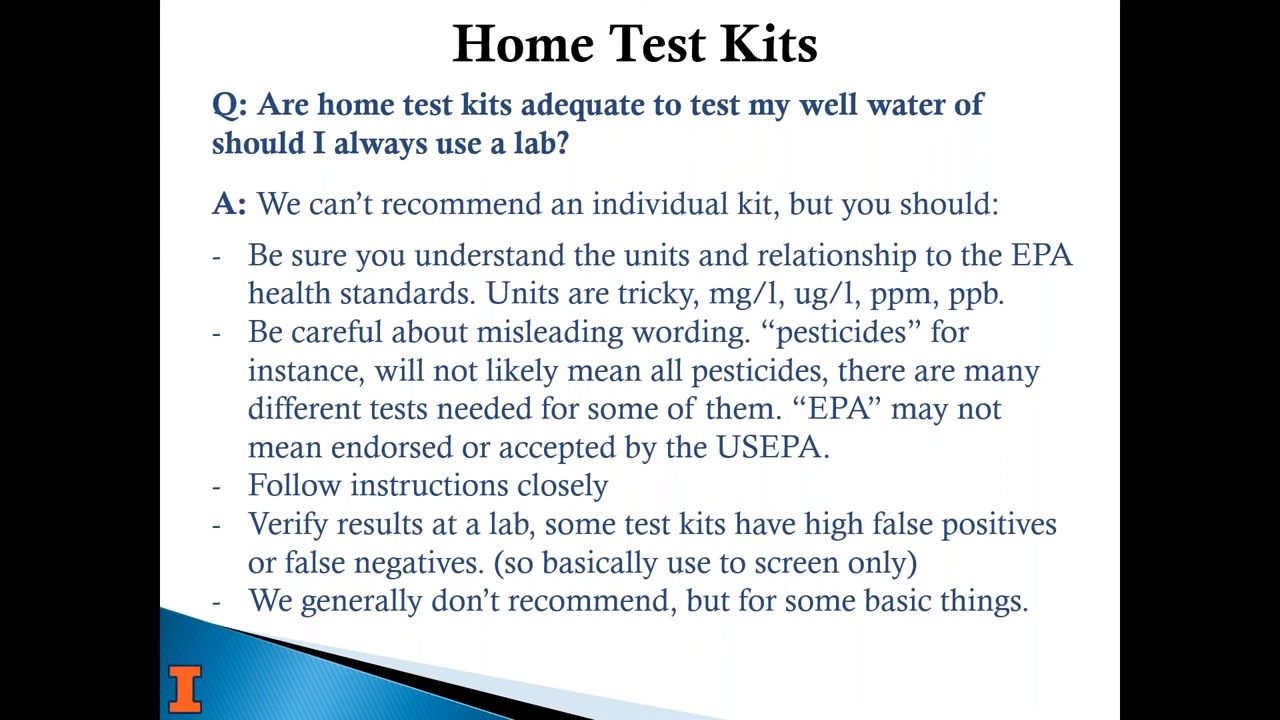 Home Test Kits
Q: Are home test kits adequate to test my well water of
should I always use a lab?
A: We can't recommend an individual kit, but you should:
- Be sure you understand the units and relationship to the EPA
health standards. Units are tricky, mg/l, ug/l, ppm, ppb.
- Be careful about misleading wording. “pesticides” for
instance, will not likely mean all pesticides, there are many
different tests needed for some of them. “EPA” may not
mean endorsed or accepted by the USEPA.
- Follow instructions closely
- Verify results at a lab, some test kits have high false positives
or false negatives. (so basically use to screen only)
- We generally don't recommend, but for some basic things.
I